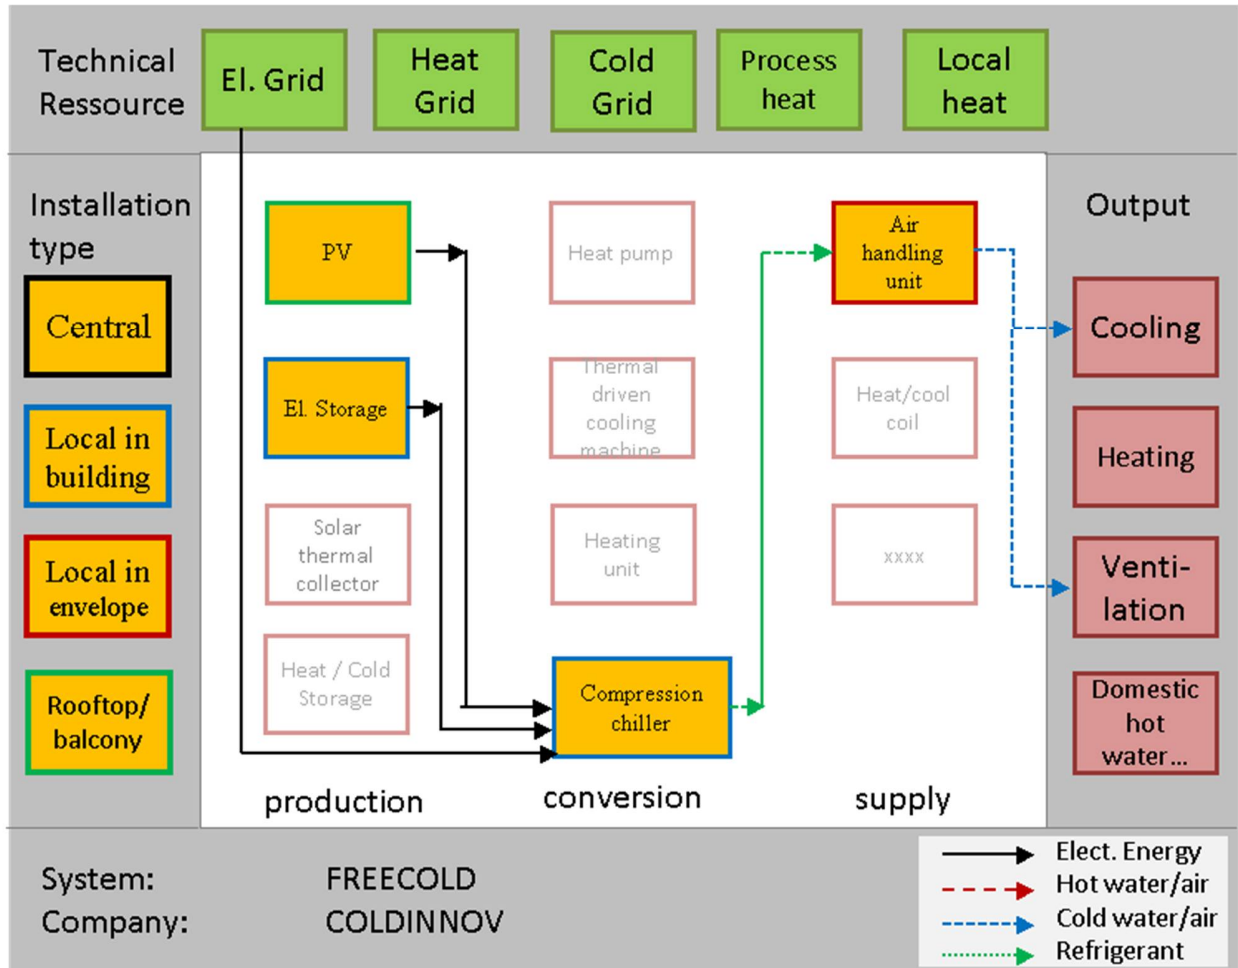 Technical
Ressource
El. Grid
Heat
Grid
Cold
Grid
Process
heat
Local
heat
Installation
type
Central
Local in
building
Local in
envelope
Rooftop/
balcony
PV
El. Storage
Solar
thermal
collector
Heat / Cold
Storage
production
Heat pump
Thermal
driven
cooling
machine
Heating
unit
Compression
chiller
conversion
Air
handling
unit
Heat/cool
coil
xxxx
supply
Output
Cooling
Heating
Venti-
lation
Domestic
hot
water...
System: FREECOLD
Company: COLDINNOV
Elect. Energy
Hot water/air
Cold water/air
Refrigerant